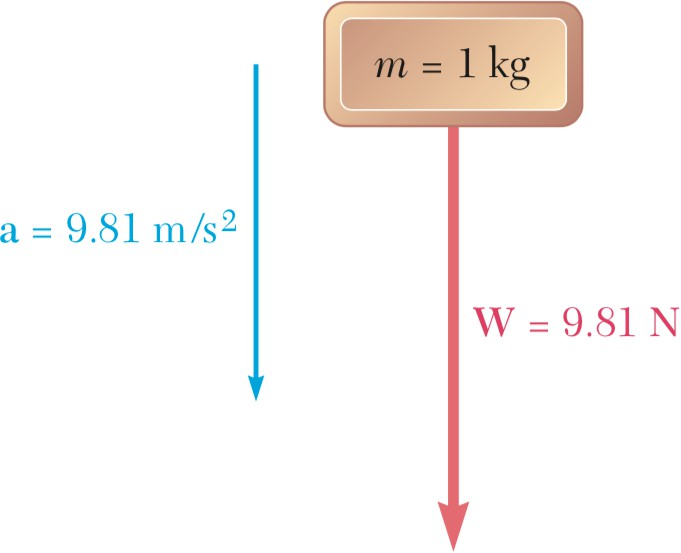 m = 1 kg
a = 9.81 m/s²
W = 9.81 N